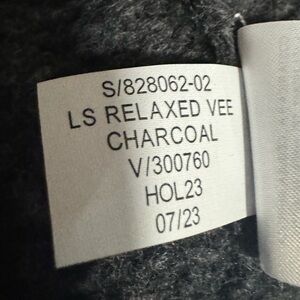 S/828062-02
LS RELAXED VEE
CHARCOAL
V/300760
HOL23
07/23